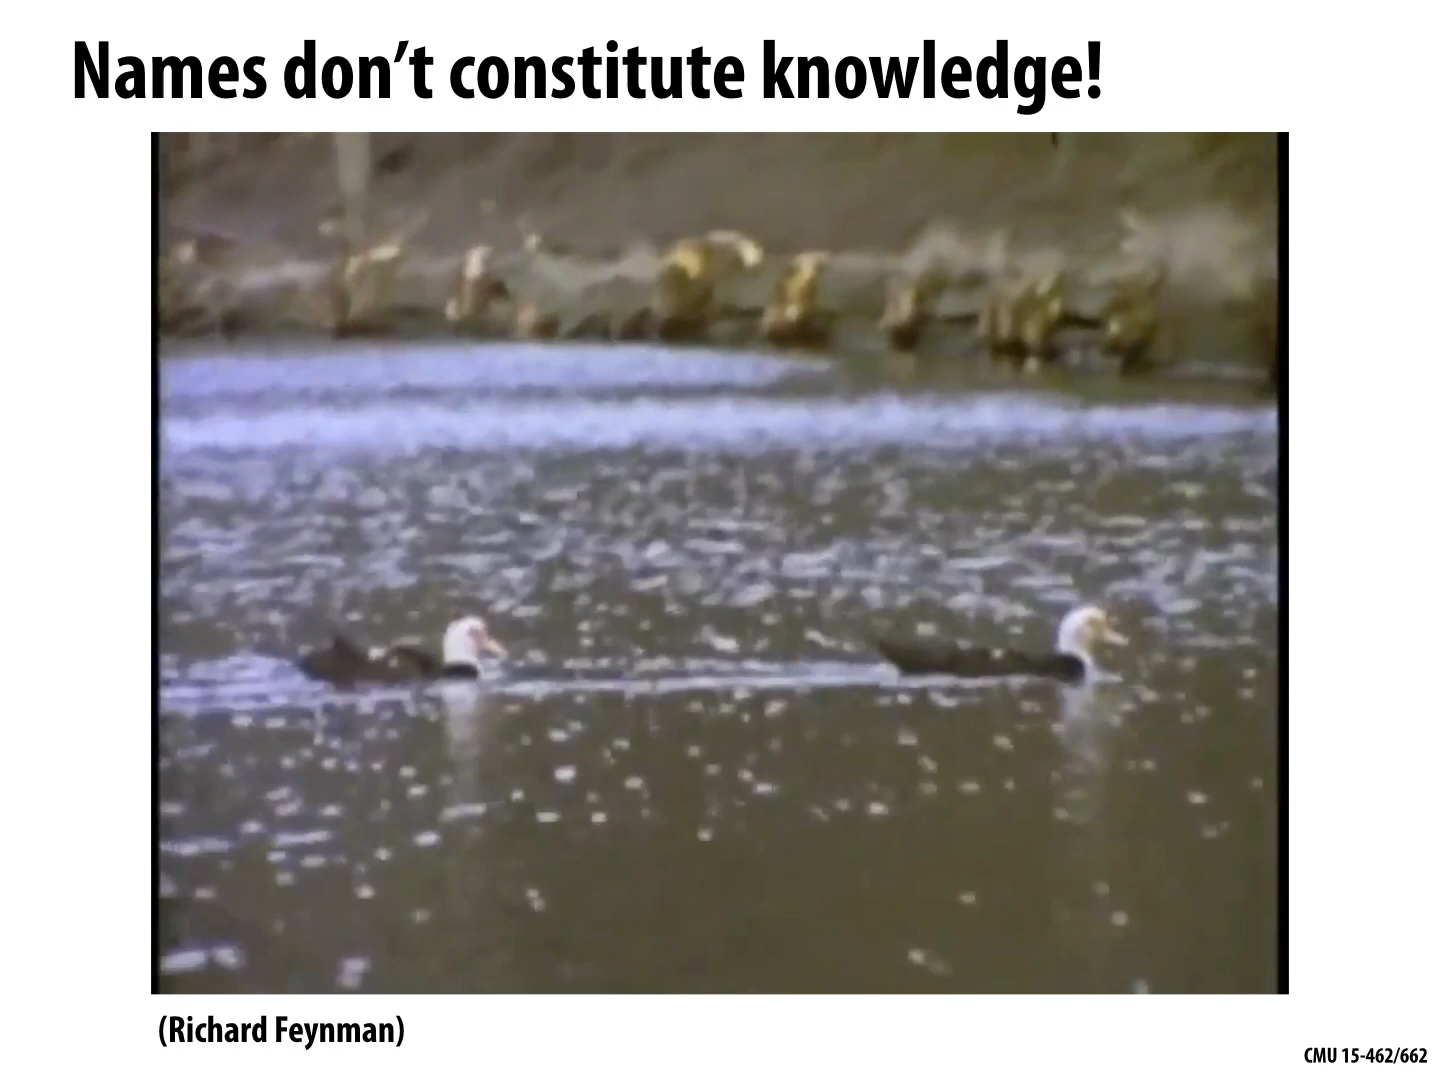 Names don’t constitute knowledge!
(Richard Feynman)
CMU 15-462/662